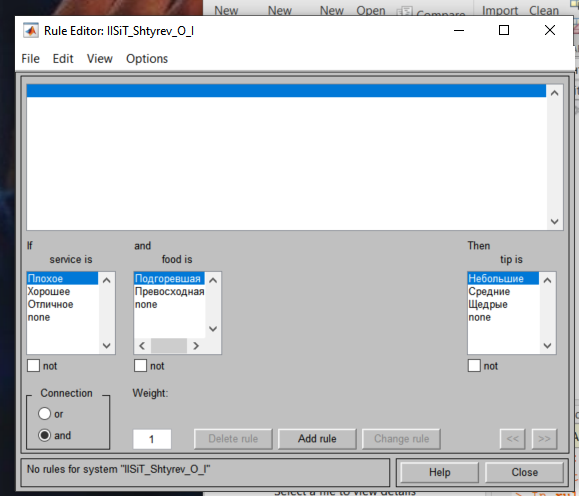 New New New Open Compare Import Clean
Rule Editor: IISiT_Shtyrev_O_I
File Edit View Options
If and Then
service is food is tip is
Плохое Подгоревшая Небольшие
Хорошее Превосходная Средние
Отличное none Щедрые
none none
not not not
Connection Weight:
or
and 1 Delete rule Add rule Change rule << >>
No rules for system "IISiT_Shtyrev_O_I" Help Close
Select a file to view details